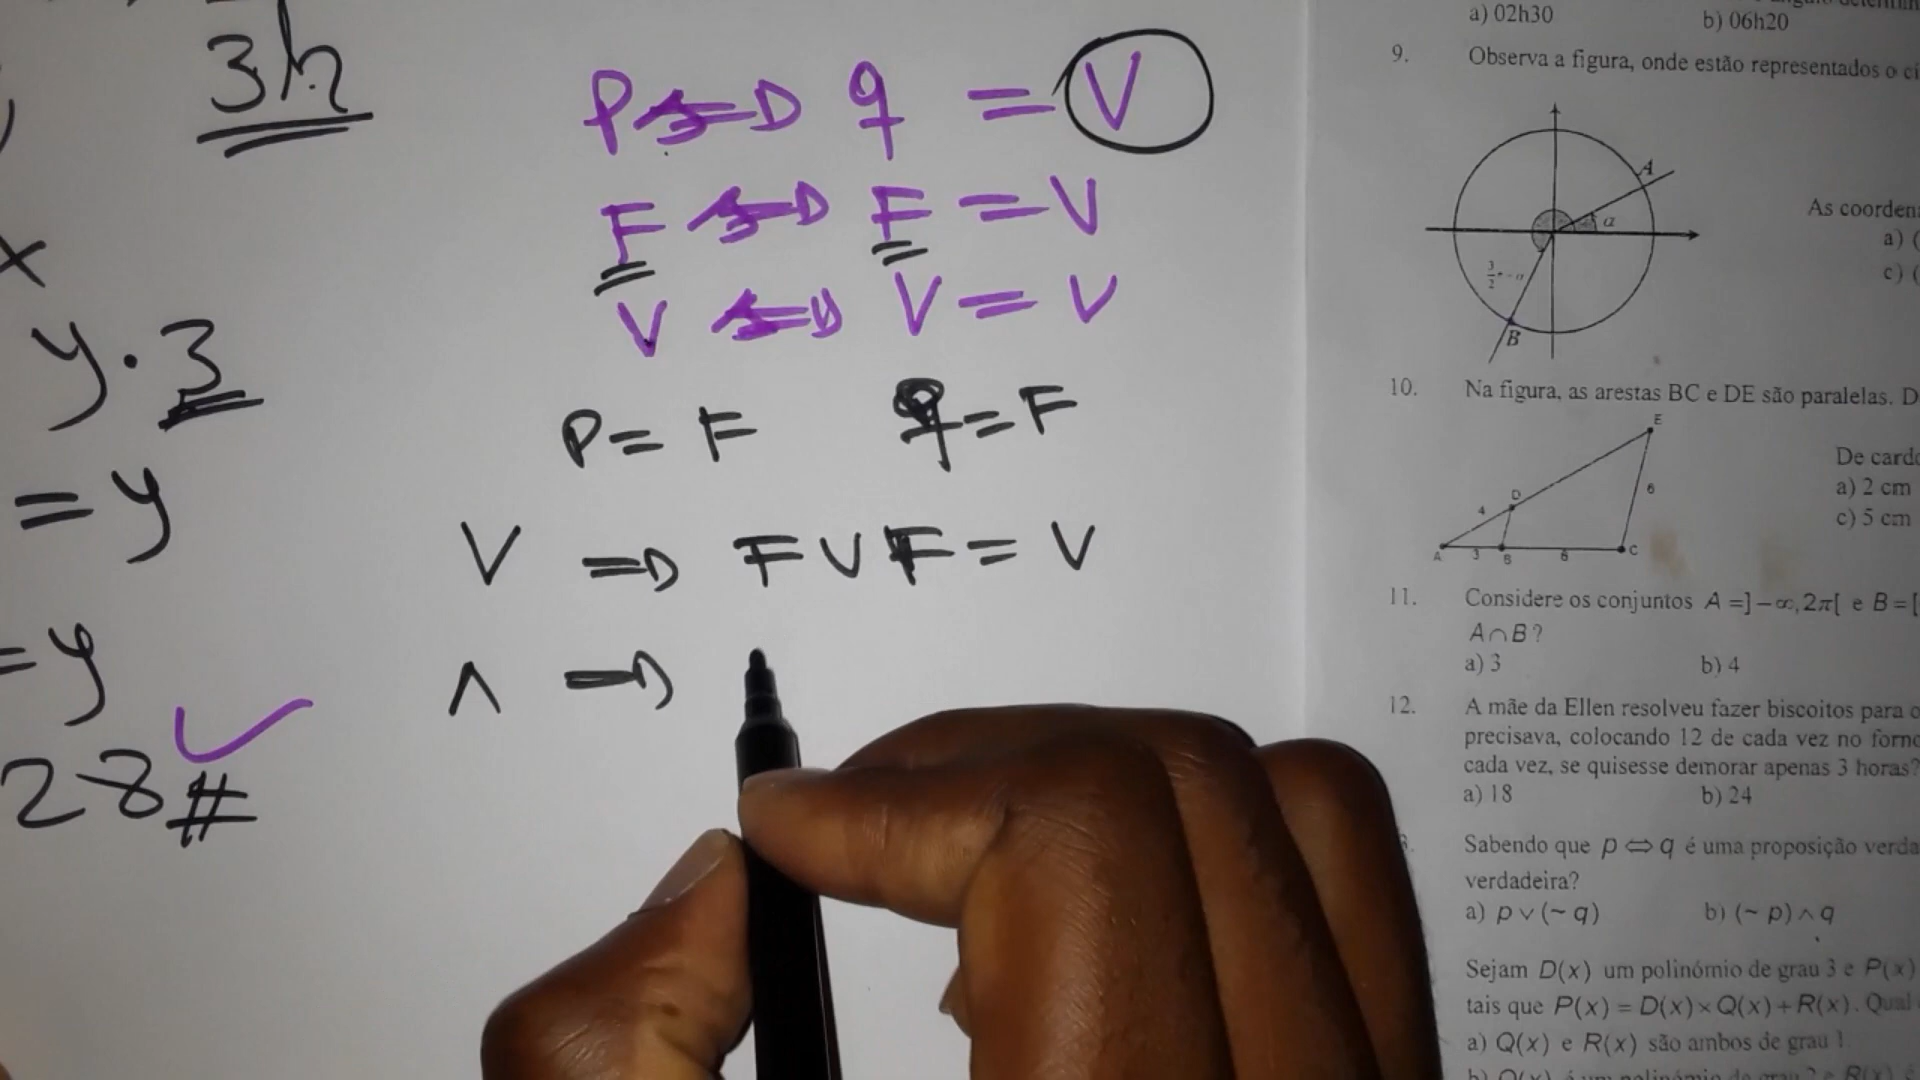 3h
x
y . 3
= y
= y
28 #
P ⇔ q = V
F ⇔ F = V
V ⇔ V = V
P = F q = F
V ⇒ F V F = V
∧ ⇒
a) 02h30 b) 06h20
9. Observa a figura, onde estão representados o
A
α
B
As
a) (
c) (
10. Na figura, as arestas BC e DE são paralelas. D
E
D
4
6
A 3 B 6 C
De
a) 2 cm
c) 5 cm
11. Considere os conjuntos A =]−∞, 2π[ e B = [
A∩B?
a) 3 b) 4
12. A mãe da Ellen resolveu fazer biscoitos para
precisava, colocando 12 de cada vez no forno
cada vez, se quisesse demorar apenas 3 horas?
a) 18 b) 24
Sabendo que p ⇔ q é uma proposição
verdadeira?
a) p ∨ (~ q) b) (~ p) ∧ q
Sejam D(x) um polinómio de grau 3 e P(x)
tais que P(x) = D(x) × Q(x) + R(x). Qual
a) Q(x) e R(x) são ambos de grau 1